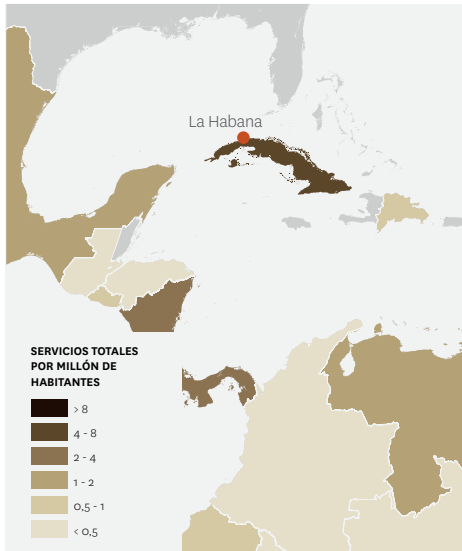 La Habana
SERVICIOS TOTALES
POR MILLÓN DE
HABITANTES
> 8
4 - 8
2 - 4
1 - 2
0,5 - 1
< 0,5